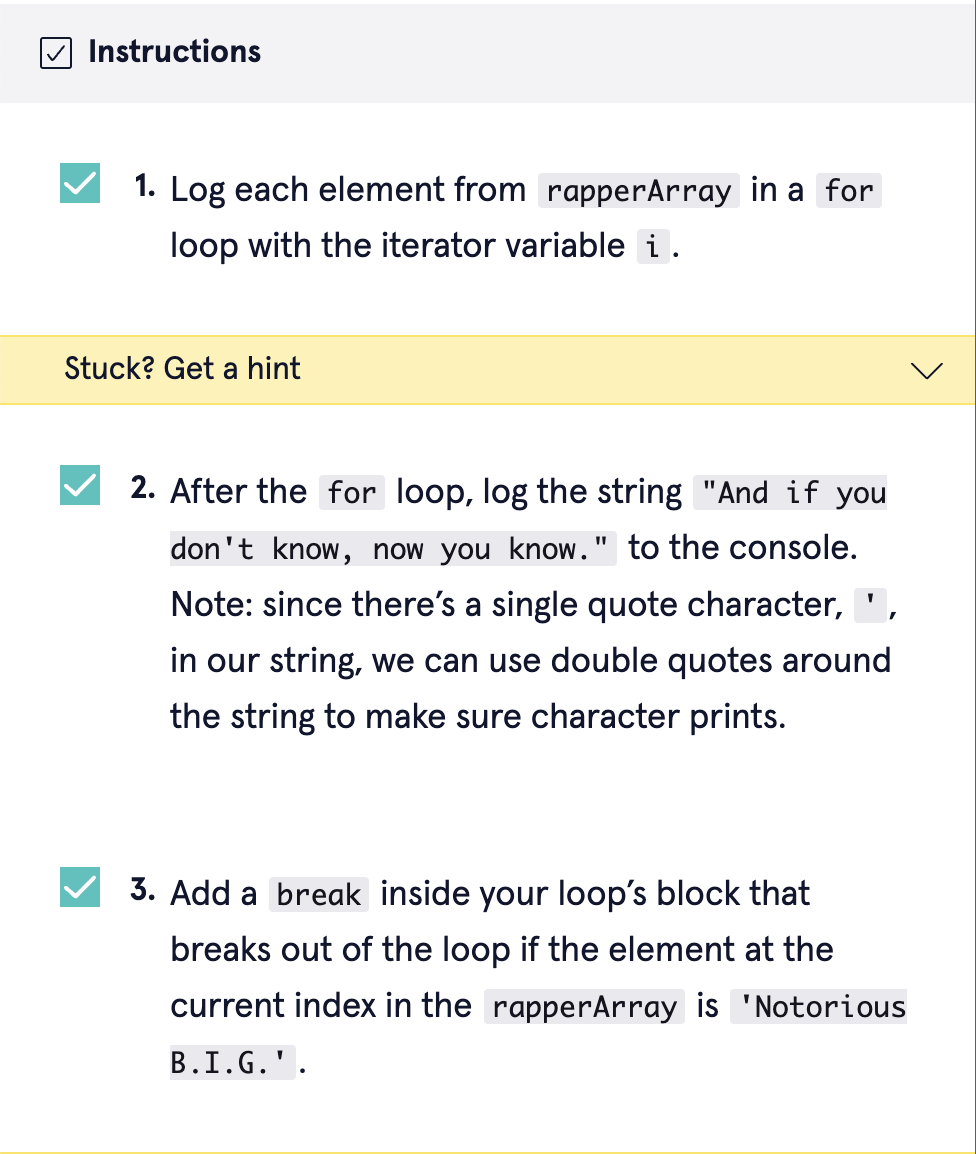 Instructions
1. Log each element from rapperArray in a for
loop with the iterator variable i.
Stuck? Get a hint
2. After the for loop, log the string "And if you
don't know, now you know." to the console.
Note: since there’s a single quote character, ',
in our string, we can use double quotes around
the string to make sure character prints.
3. Add a break inside your loop’s block that
breaks out of the loop if the element at the
current index in the rapperArray is 'Notorious
B.I.G.'.